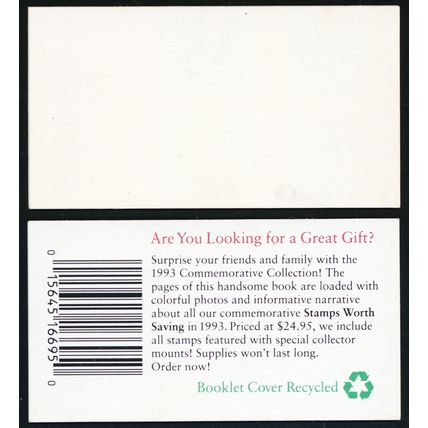 Are You Looking for a Great Gift?
Surprise your friends and family with the
1993 Commemorative Collection! The
pages of this handsome book are loaded with
colorful photos and informative narrative
about all our commemorative Stamps Worth
Saving in 1993. Priced at $24.95, we include
all stamps featured with special collector
mounts! Supplies won't last long.
Order now!
Booklet Cover Recycled
0 15645 16695 0